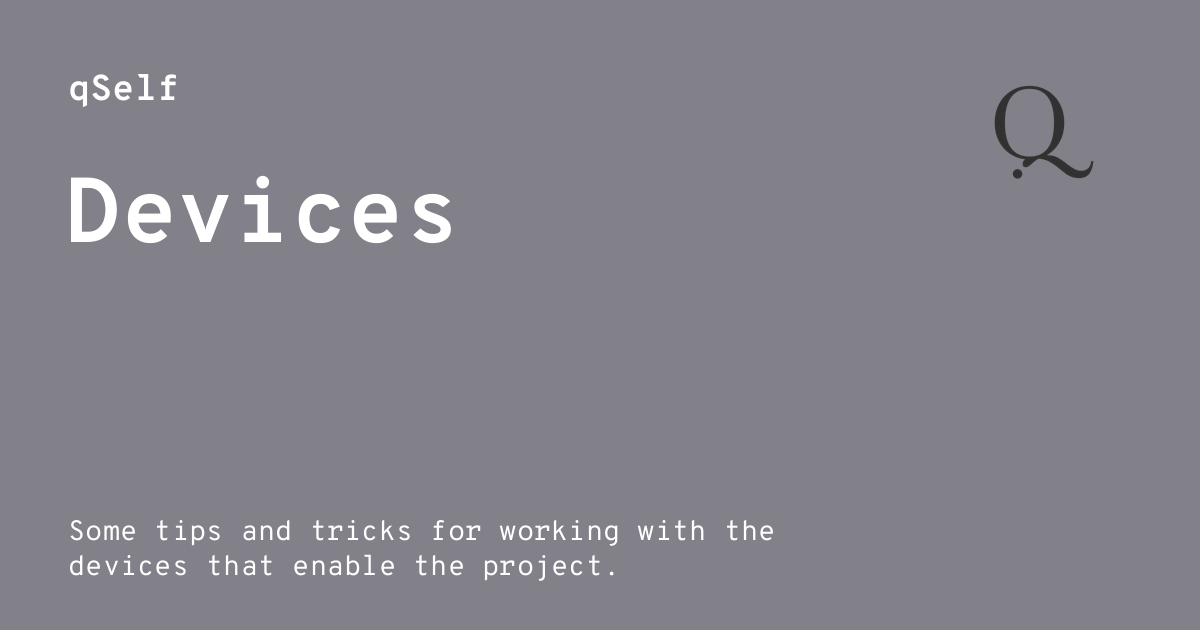 qSelf
Q
Devices
Some tips and tricks for working with the
devices that enable the project.